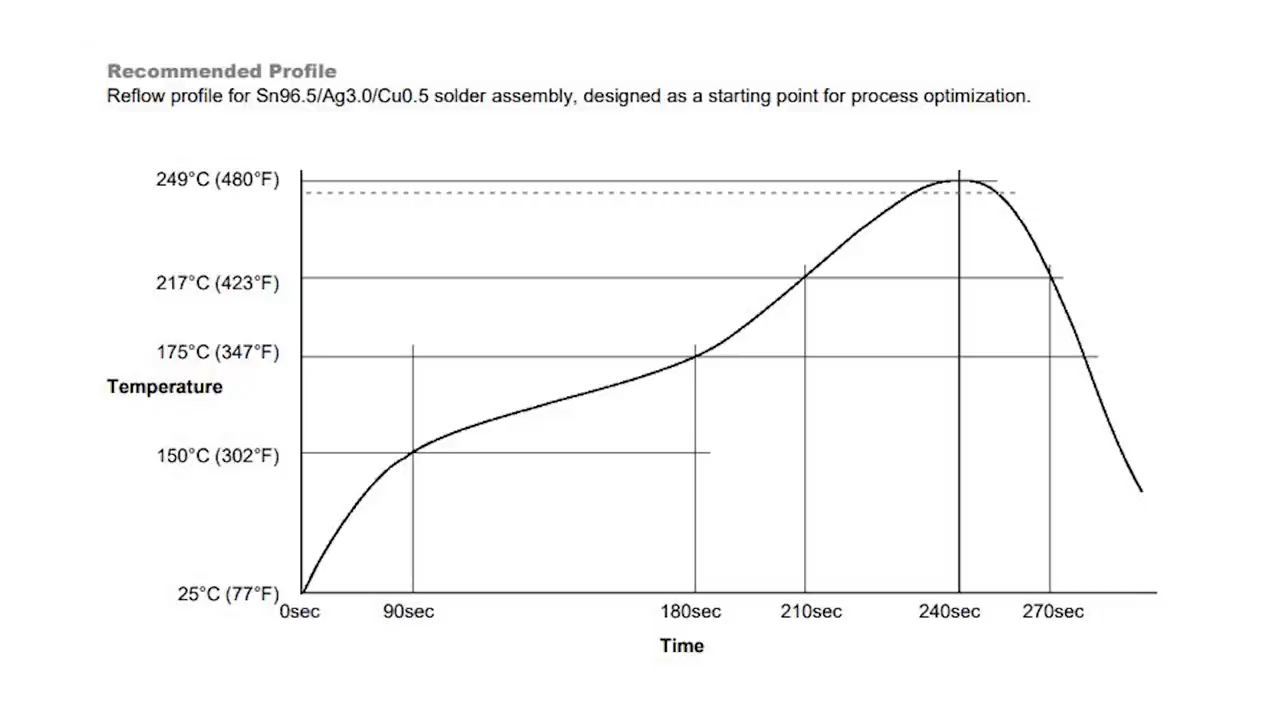 Recommended Profile
Reflow profile for Sn96.5/Ag3.0/Cu0.5 solder assembly, designed as a starting point for process optimization.
249°C (480°F)
217°C (423°F)
175°C (347°F)
Temperature
150°C (302°F)
25°C (77°F)
0sec 90sec 180sec 210sec 240sec 270sec
Time